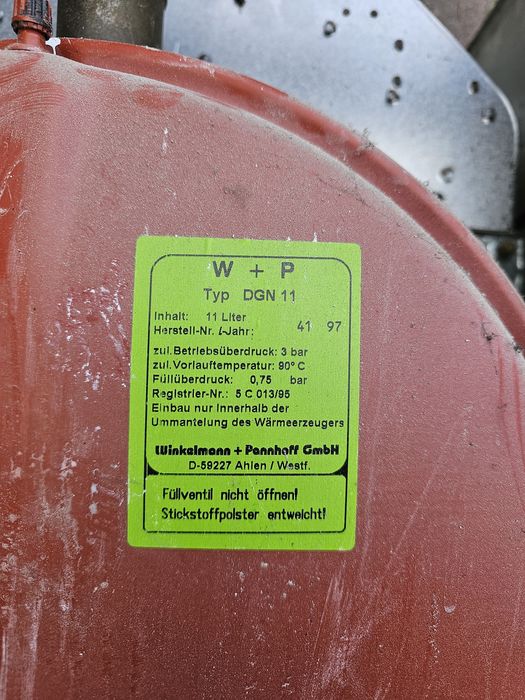 W + P
Typ DGN 11
Inhalt: 11 Liter
Herstell-Nr. /-Jahr: 41 97
zul.Betriebsüberdruck: 3 bar
zul.Vorlauftemperatur: 90° C
Füllüberdruck: 0,75 bar
Registrier-Nr.: 5 C 013/95
Einbau nur innerhalb der
Ummantelung des Wärmeerzeugers
Winkelmann + Pannhoff GmbH
D-59227 Ahlen / Westf.
Füllventil nicht öffnen!
Stickstoffpolster entweicht!